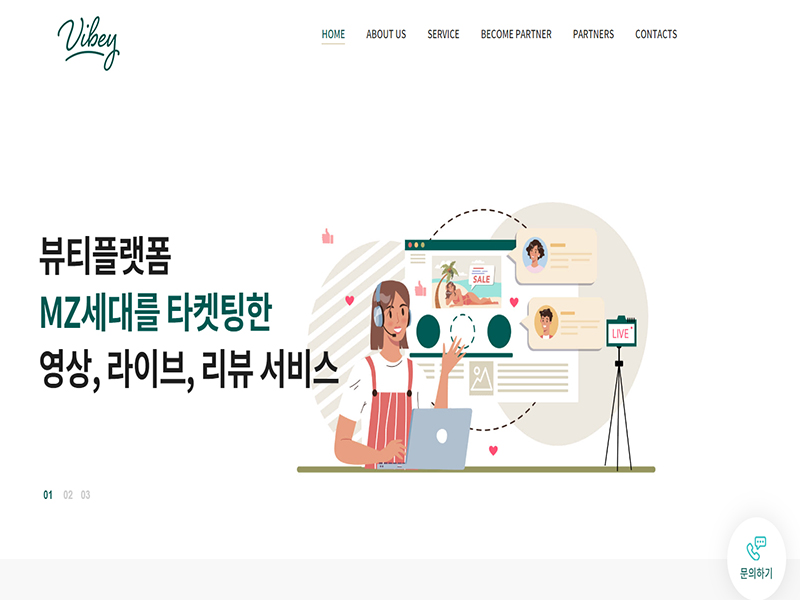 Vibey
HOME ABOUT US SERVICE BECOME PARTNER PARTNERS CONTACTS
뷰티플랫폼
MZ세대를 타켓팅한
영상, 라이브, 리뷰 서비스
SALE
LIVE
01 02 03
문의하기